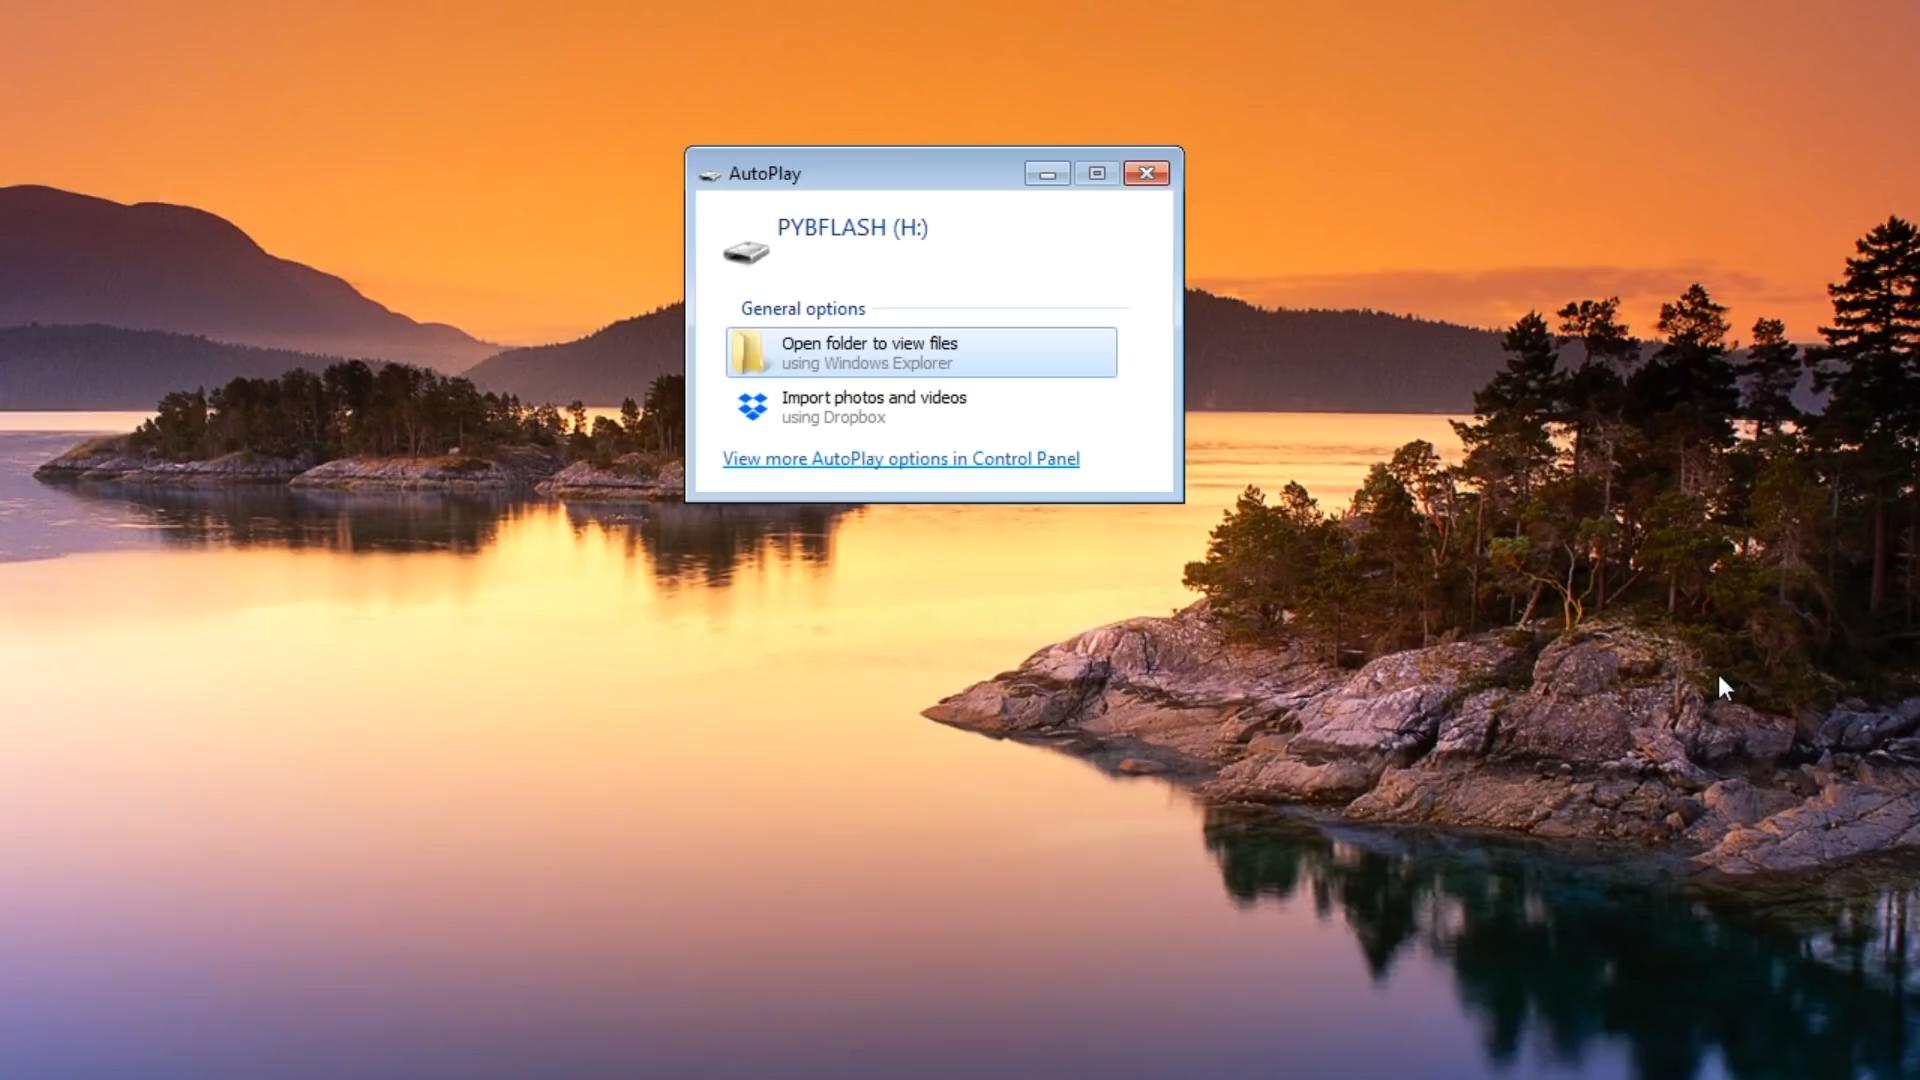 AutoPlay
PYBFLASH (H:)
General options
Open folder to view files
using Windows Explorer
Import photos and videos
using Dropbox
View more AutoPlay options in Control Panel